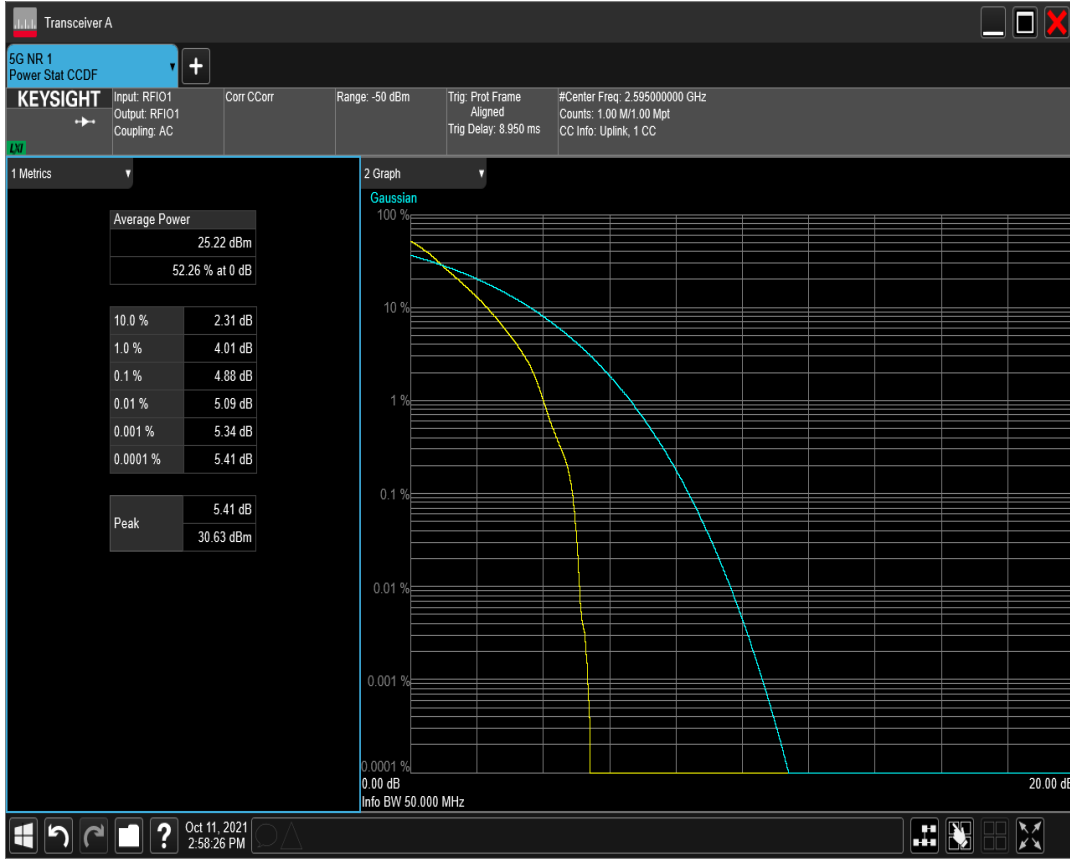 Transceiver A
5G NR 1
Power Stat CCDF
+
KEYSIGHT
LXI
Input: RFIO1
Output: RFIO1
Coupling: AC
Corr CCorr
Range: -50 dBm
Trig: Prot Frame
Aligned
Trig Delay: 8.950 ms
#Center Freq: 2.595000000 GHz
Counts: 1.00 M/1.00 Mpt
CC Info: Uplink, 1 CC
1 Metrics
Average Power
25.22 dBm
52.26 % at 0 dB
10.0 % 2.31 dB
1.0 % 4.01 dB
0.1 % 4.88 dB
0.01 % 5.09 dB
0.001 % 5.34 dB
0.0001 % 5.41 dB
Peak 5.41 dB
30.63 dBm
2 Graph
Gaussian
100 %
10 %
1 %
0.1 %
0.01 %
0.001 %
0.0001 %
0.00 dB 20.00 dB
Info BW 50.000 MHz
?
Oct 11, 2021
2:58:26 PM